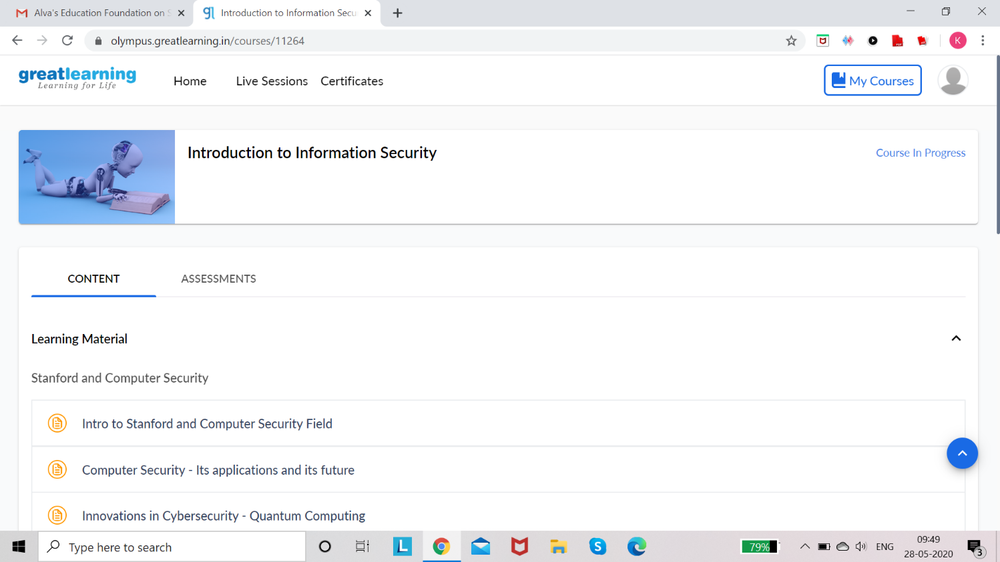 Alva's Education Foundation on S
Introduction to Information Secu
olympus.greatlearning.in/courses/11264
K
greatlearning
Learning for Life
Home
Live Sessions
Certificates
My Courses
Introduction to Information Security
Course In Progress
CONTENT
ASSESSMENTS
Learning Material
Stanford and Computer Security
Intro to Stanford and Computer Security Field
Computer Security - Its applications and its future
Innovations in Cybersecurity - Quantum Computing
Type here to search
L
S
79%
ENG
09:49
28-05-2020
3